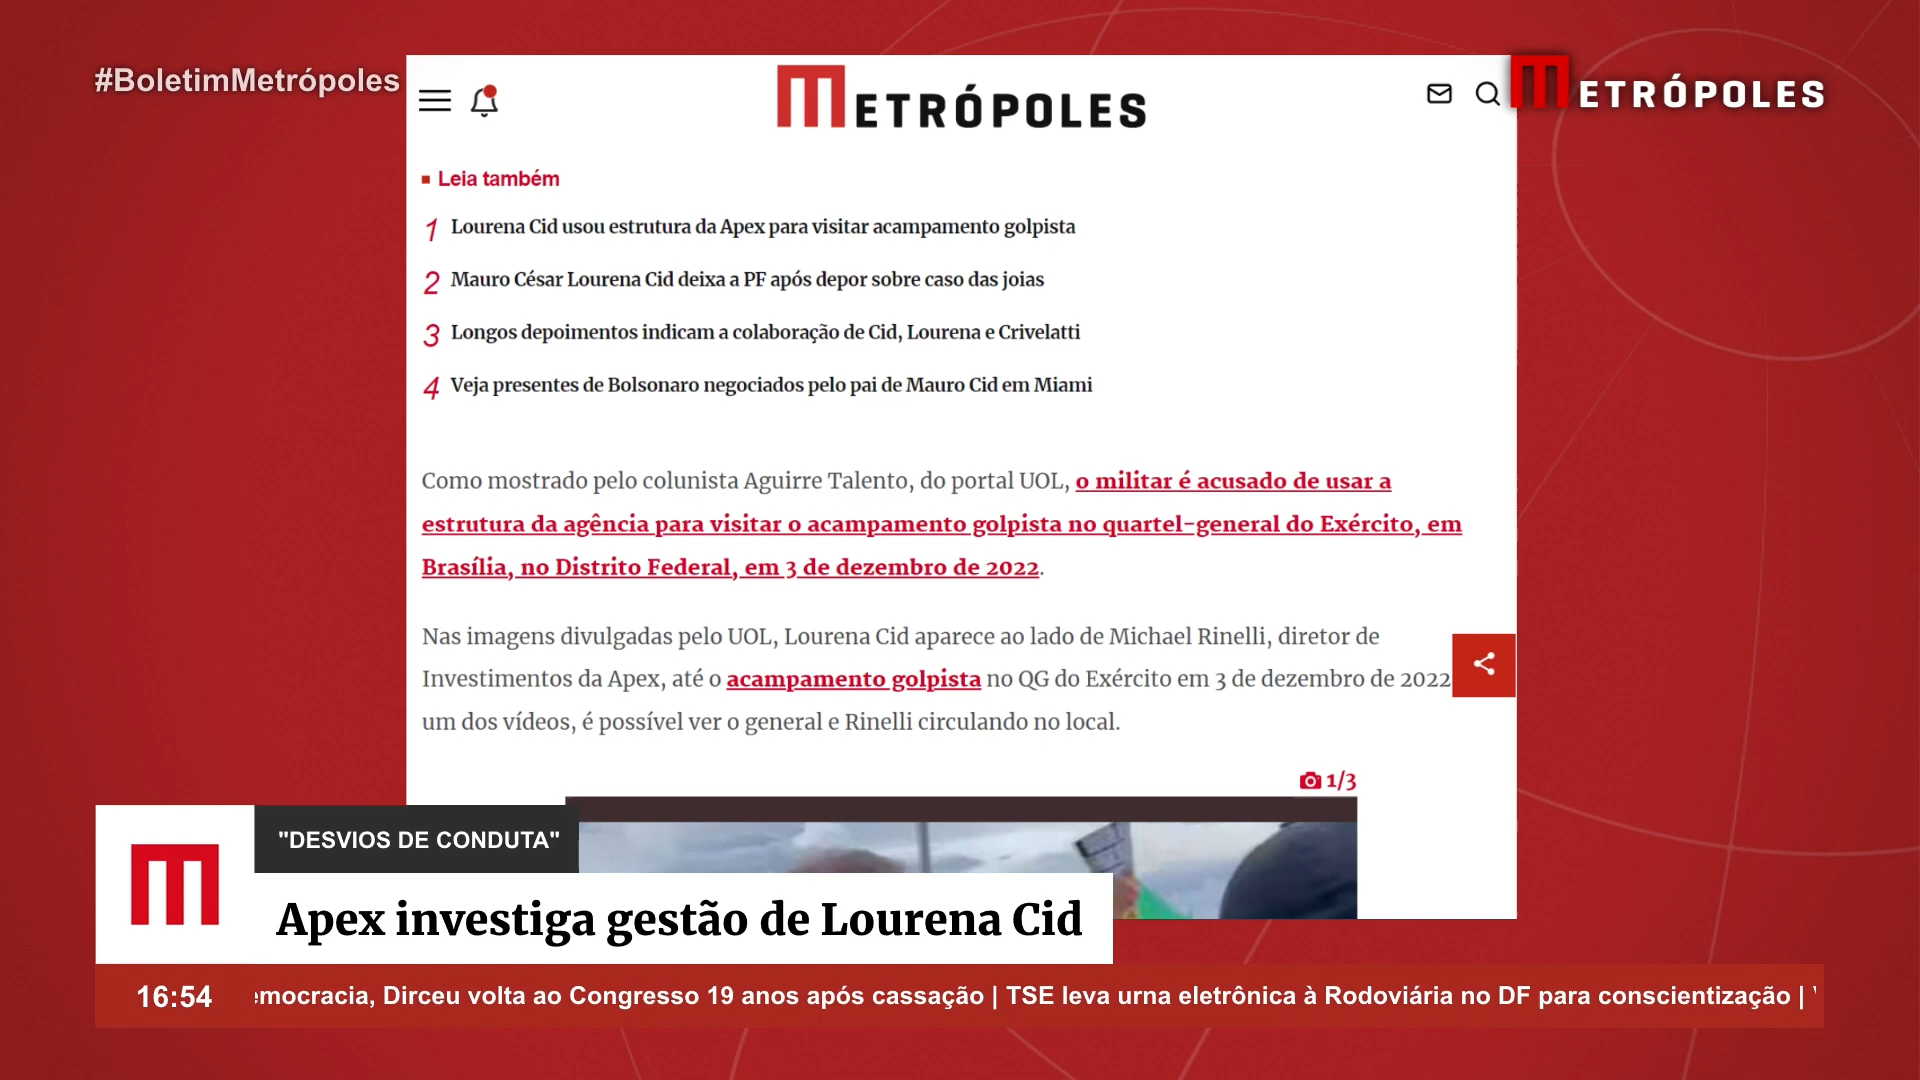 #BoletimMetrópoles
METRÓPOLES
METRÓPOLES
Leia também
1 Lourena Cid usou estrutura da Apex para visitar acampamento golpista
2 Mauro César Lourena Cid deixa a PF após depor sobre caso das joias
3 Longos depoimentos indicam a colaboração de Cid, Lourena e Crivelatti
4 Veja presentes de Bolsonaro negociados pelo pai de Mauro Cid em Miami
Como mostrado pelo colunista Aguirre Talento, do portal UOL, o militar é acusado de usar a
estrutura da agência para visitar o acampamento golpista no quartel-general do Exército, em
Brasília, no Distrito Federal, em 3 de dezembro de 2022.
Nas imagens divulgadas pelo UOL, Lourena Cid aparece ao lado de Michael Rinelli, diretor de
Investimentos da Apex, até o acampamento golpista no QG do Exército em 3 de dezembro de 2022
um dos vídeos, é possível ver o general e Rinelli circulando no local.
1/3
"DESVIOS DE CONDUTA"
M
Apex investiga gestão de Lourena Cid
16:54 emocracia, Dirceu volta ao Congresso 19 anos após cassação | TSE leva urna eletrônica à Rodoviária no DF para conscientização |